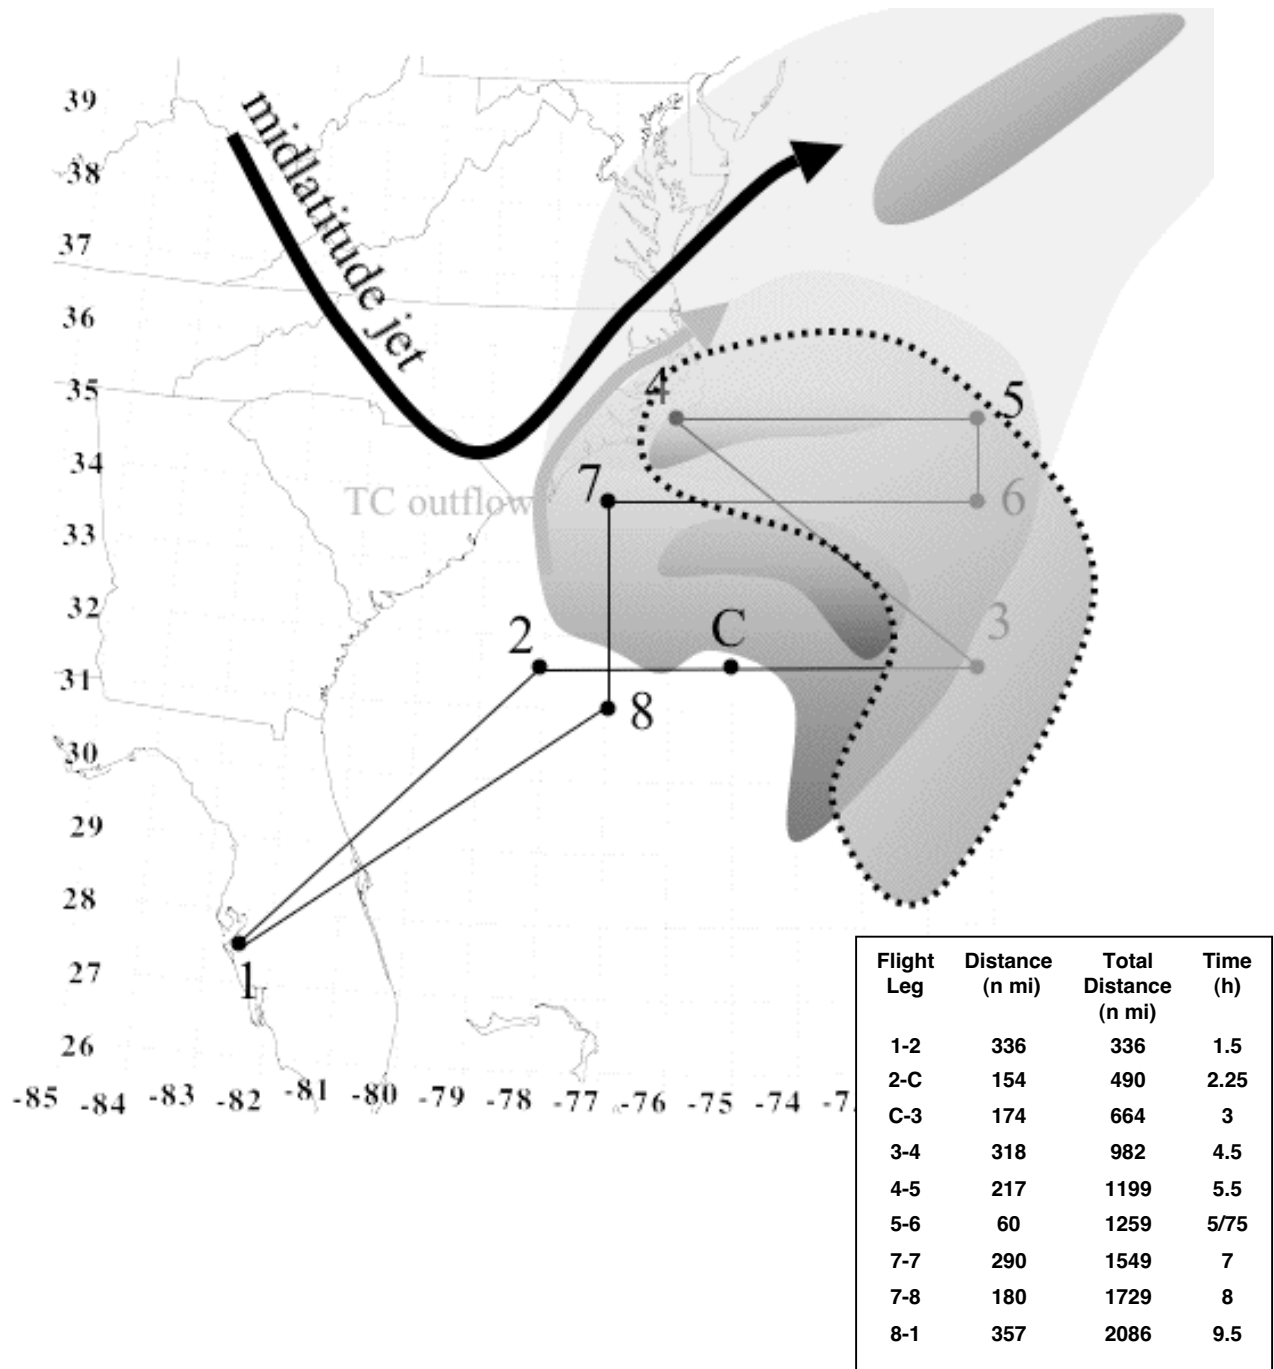 39
38
37
36
35
34
33
32
31
30
29
28
27
26
midlatitude jet
TC outflow
4
5
7
6
2
C
3
8
1
-85 -84 -83 -82 -81 -80 -79 -78 -77 -76 -75 -74
Flight Leg Distance (n mi) Total Distance (n mi) Time (h)
1-2 336 336 1.5
2-C 154 490 2.25
C-3 174 664 3
3-4 318 982 4.5
4-5 217 1199 5.5
5-6 60 1259 5/75
7-7 290 1549 7
7-8 180 1729 8
8-1 357 2086 9.5